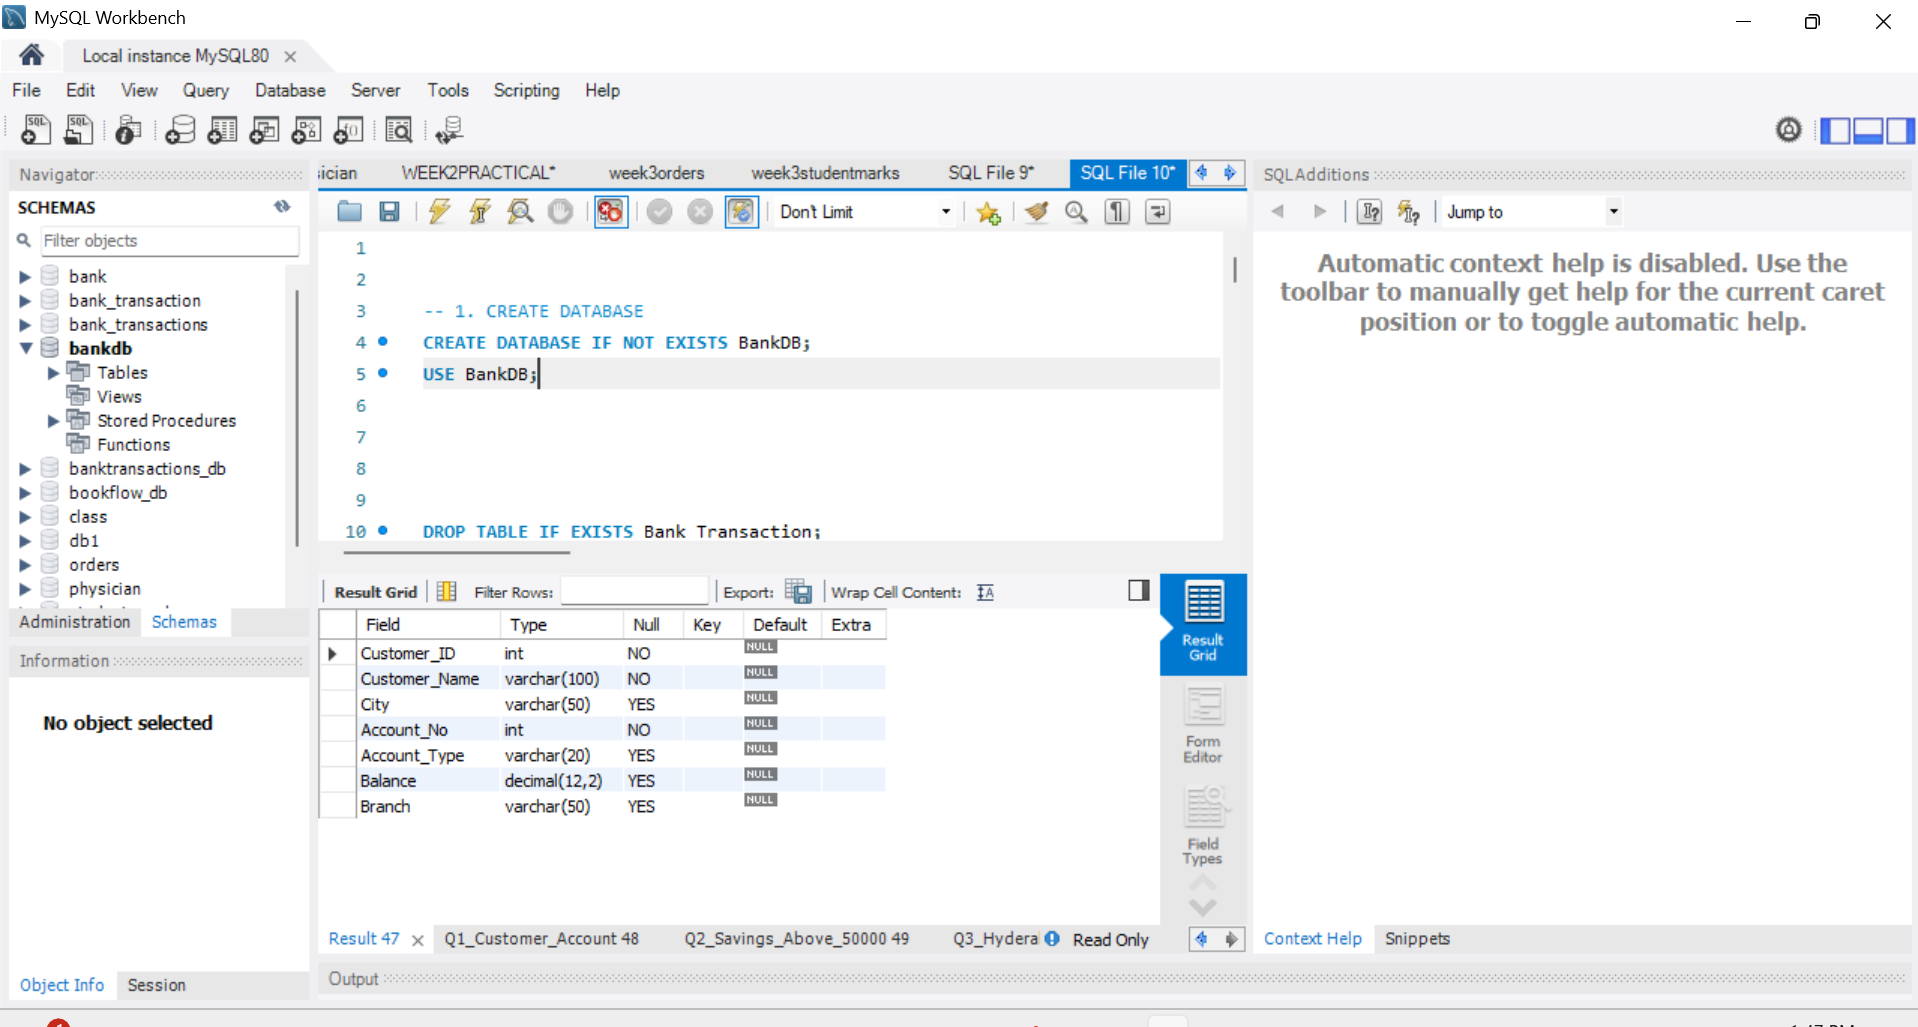 MySQL Workbench
Local instance MySQL80
File Edit View Query Database Server Tools Scripting Help
Navigator
SCHEMAS
Filter objects
bank
bank_transaction
bank_transactions
bankdb
Tables
Views
Stored Procedures
Functions
banktransactions_db
bookflow_db
class
db1
orders
physician
Administration Schemas
Information
No object selected
Object Info Session
sician WEEK2PRACTICAL* week3orders week3studentmarks SQL File 9* SQL File 10*
Don't Limit
1
2
3 -- 1. CREATE DATABASE
4 CREATE DATABASE IF NOT EXISTS BankDB;
5 USE BankDB;
6
7
8
9
10 DROP TABLE IF EXISTS Bank_Transaction;
Result Grid Filter Rows: Export: Wrap Cell Content:
Field Type Null Key Default Extra
Customer_ID int NO NULL
Customer_Name varchar(100) NO NULL
City varchar(50) YES NULL
Account_No int NO NULL
Account_Type varchar(20) YES NULL
Balance decimal(12,2) YES NULL
Branch varchar(50) YES NULL
Result
Grid
Form
Editor
Field
Types
Result 47 Q1_Customer_Account 48 Q2_Savings_Above_50000 49 Q3_Hydera Read Only
Output
SQLAdditions
Jump to
Automatic context help is disabled. Use the
toolbar to manually get help for the current caret
position or to toggle automatic help.
Context Help Snippets